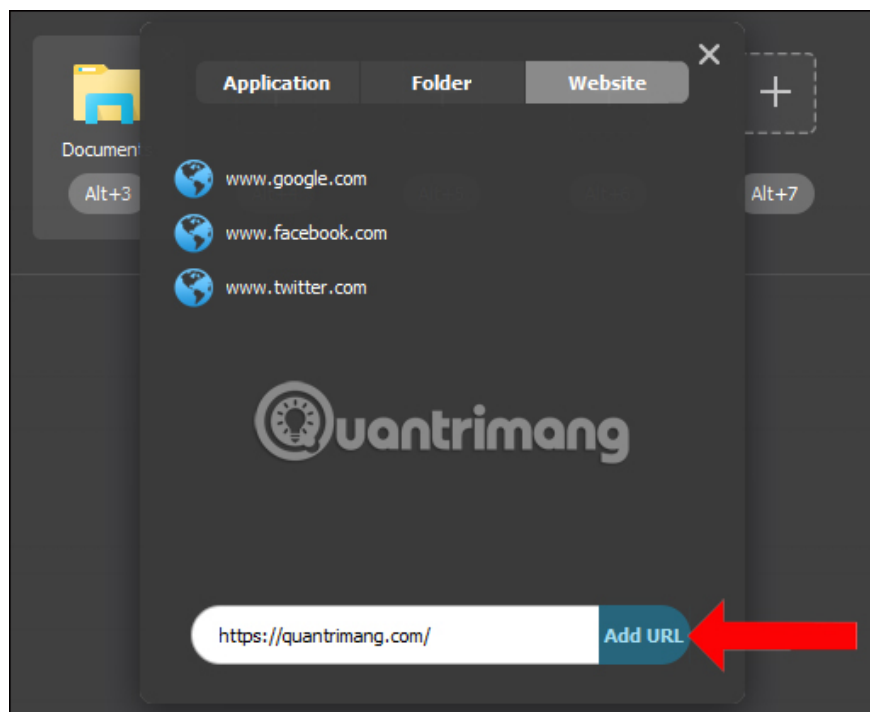 Application Folder Website
Document
Alt+3
Alt+7
www.google.com
www.facebook.com
www.twitter.com
Quantrimang
https://quantrimang.com/ Add URL